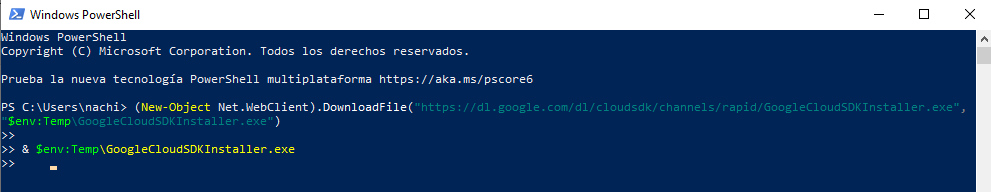 Windows PowerShell
Windows PowerShell
Copyright (C) Microsoft Corporation. Todos los derechos reservados.
Prueba la nueva tecnología PowerShell multiplataforma https://aka.ms/pscore6
PS C:\Users\nachi> (New-Object Net.WebClient).DownloadFile("https://dl.google.com/dl/cloudsdk/channels/rapid/GoogleCloudSDKInstaller.exe",
"$env:Temp\GoogleCloudSDKInstaller.exe")
>>
>> & $env:Temp\GoogleCloudSDKInstaller.exe
>>